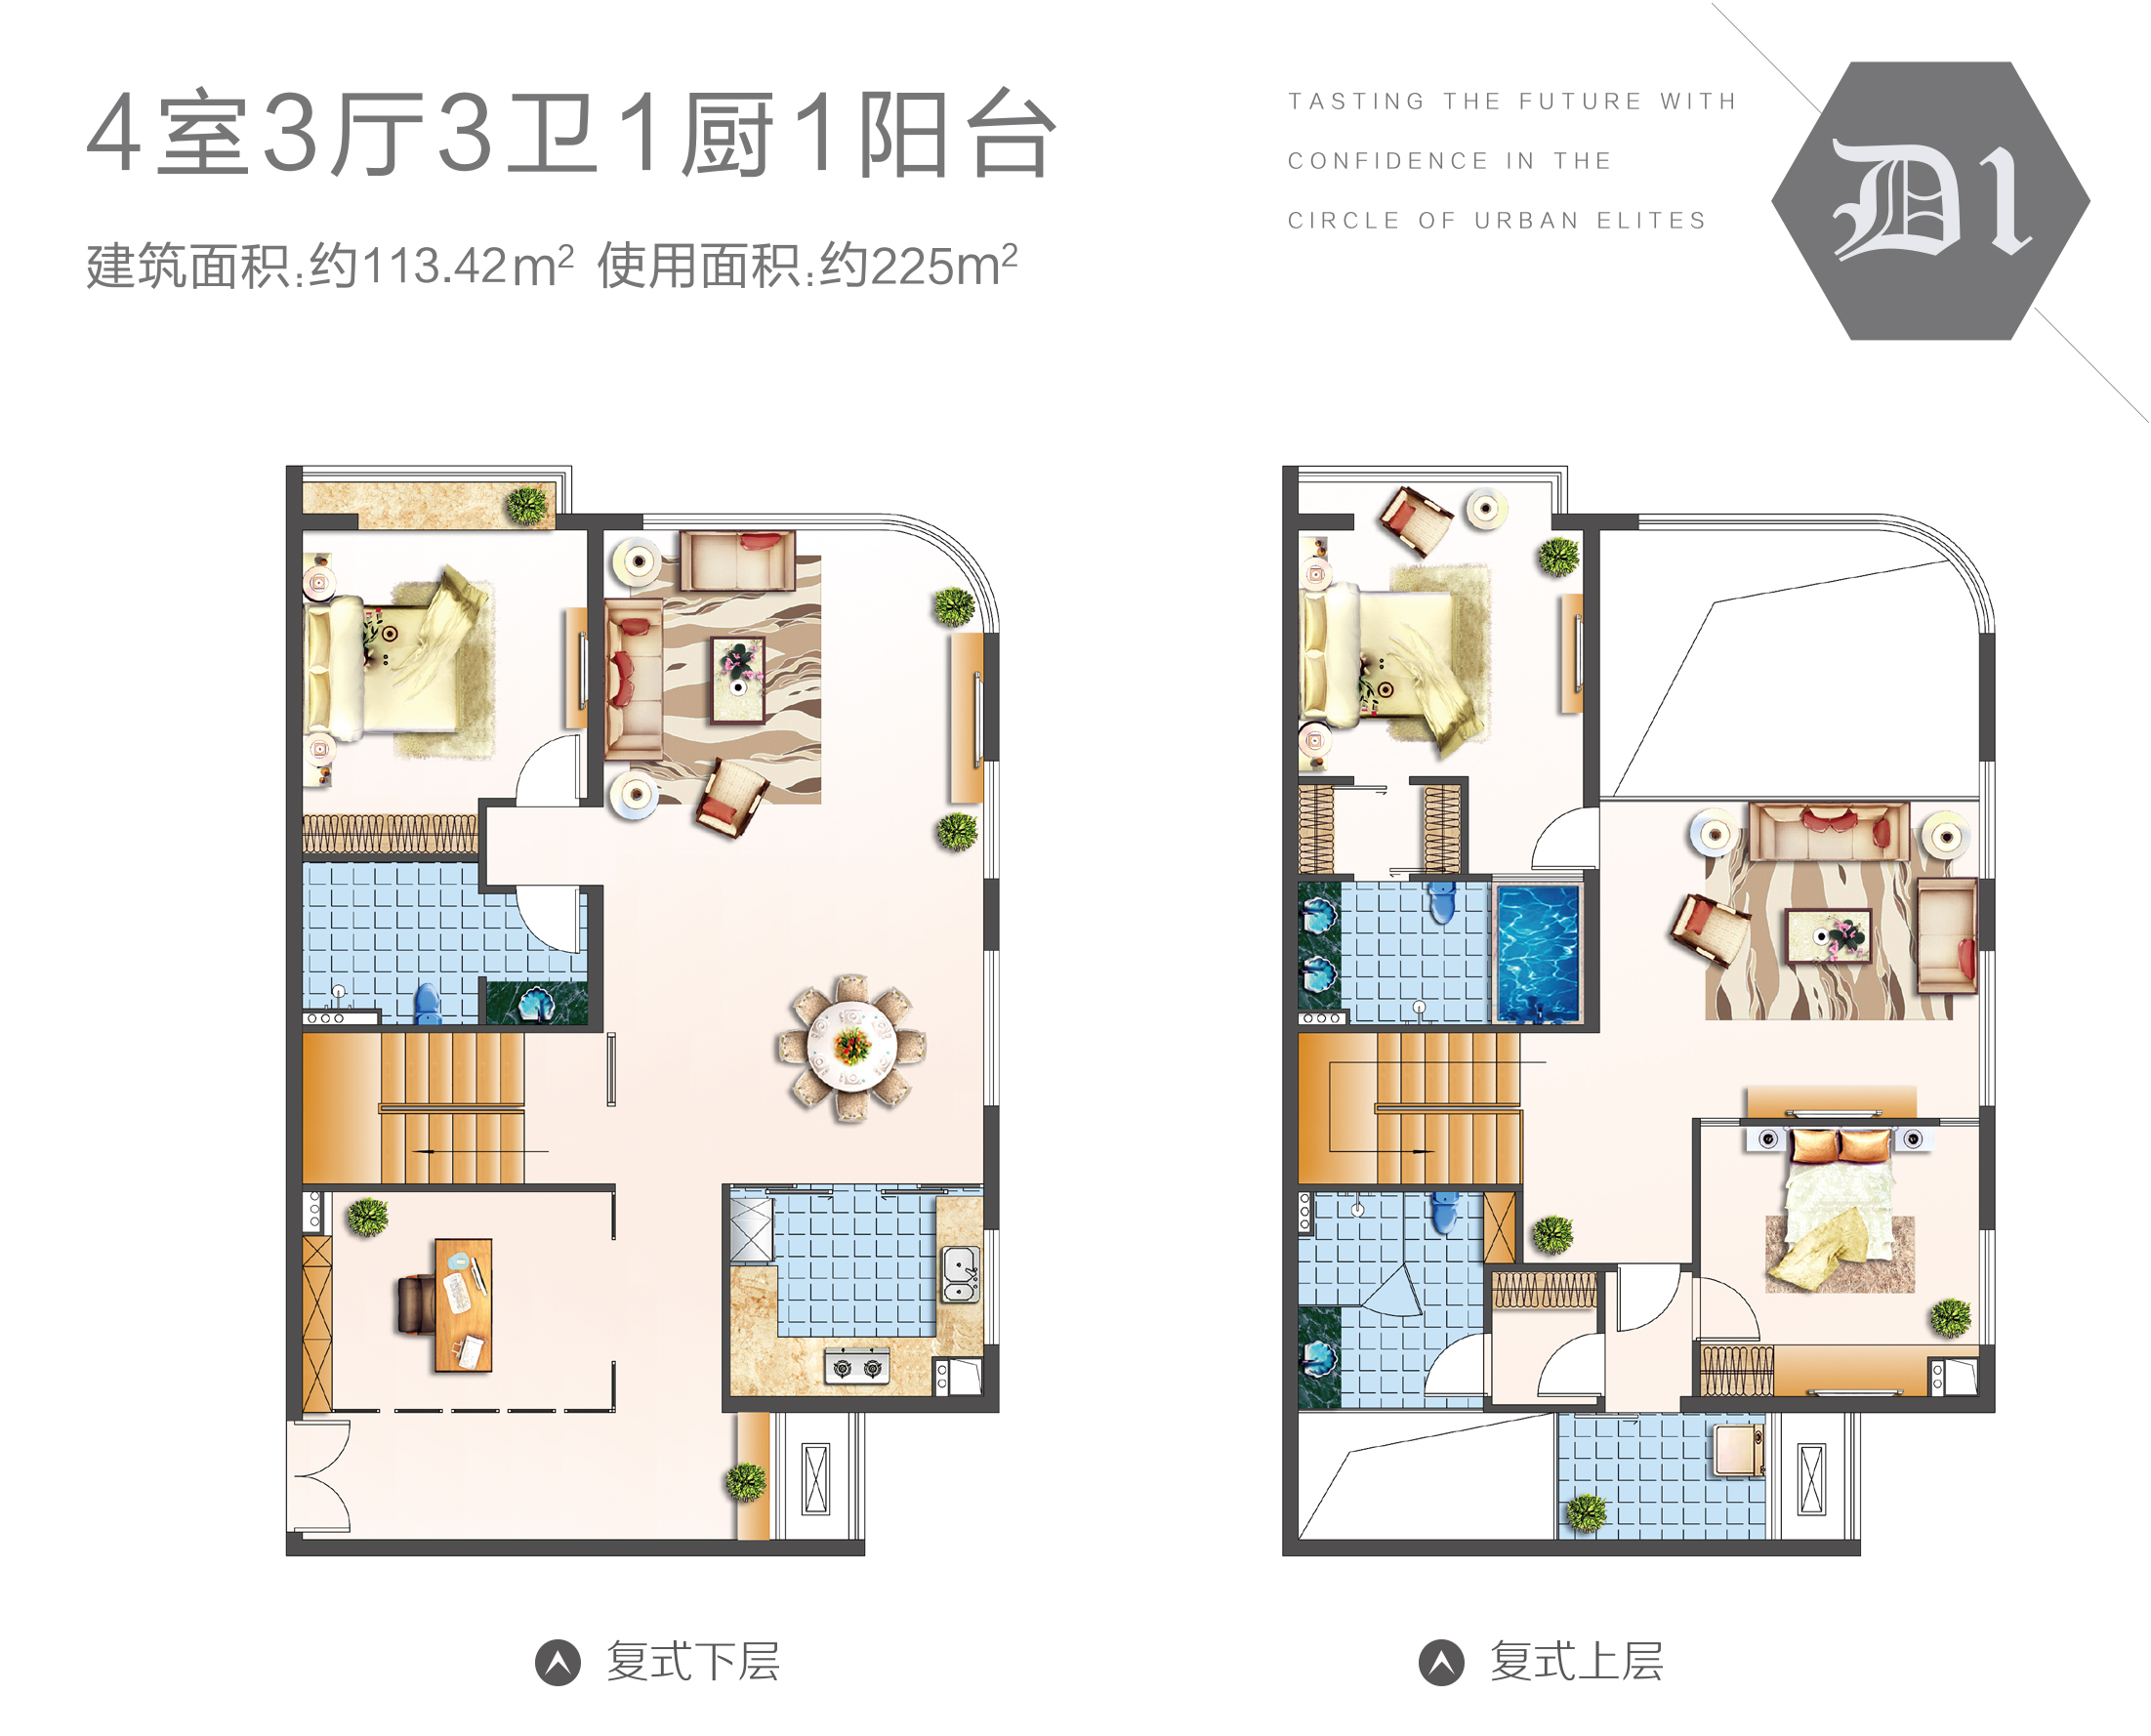 4室3厅3卫1厨1阳台
建筑面积:约113.42m² 使用面积:约225m²
TASTING THE FUTURE WITH
CONFIDENCE IN THE
CIRCLE OF URBAN ELITES
D1
复式下层
复式上层